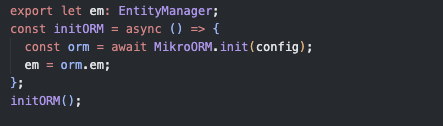 export let em: EntityManager;
const initORM = async () => {
  const orm = await MikroORM.init(config);
  em = orm.em;
};
initORM();